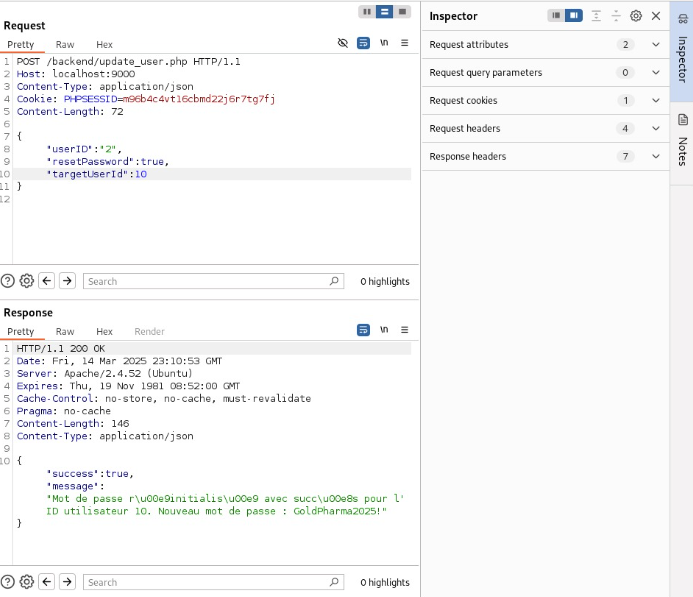 Request
Pretty Raw Hex \n
1 POST /backend/update_user.php HTTP/1.1
2 Host: localhost:9000
3 Content-Type: application/json
4 Cookie: PHPSESSID=m96b4c4vt16cbmd22j6r7tg7fj
5 Content-Length: 72
6
7 {
8 "userID":"2",
9 "resetPassword":true,
10 "targetUserId":10
11 }
12
Search 0 highlights
Response
Pretty Raw Hex Render \n
1 HTTP/1.1 200 OK
2 Date: Fri, 14 Mar 2025 23:10:53 GMT
3 Server: Apache/2.4.52 (Ubuntu)
4 Expires: Thu, 19 Nov 1981 08:52:00 GMT
5 Cache-Control: no-store, no-cache, must-revalidate
6 Pragma: no-cache
7 Content-Length: 146
8 Content-Type: application/json
9
10 {
"success":true,
"message":
"Mot de passe r\u00e9initialis\u00e9 avec succ\u00e8s pour l'
ID utilisateur 10. Nouveau mot de passe : GoldPharma2025!"
}
Search 0 highlights
Inspector
Request attributes 2
Request query parameters 0
Request cookies 1
Request headers 4
Response headers 7
Inspector
Notes